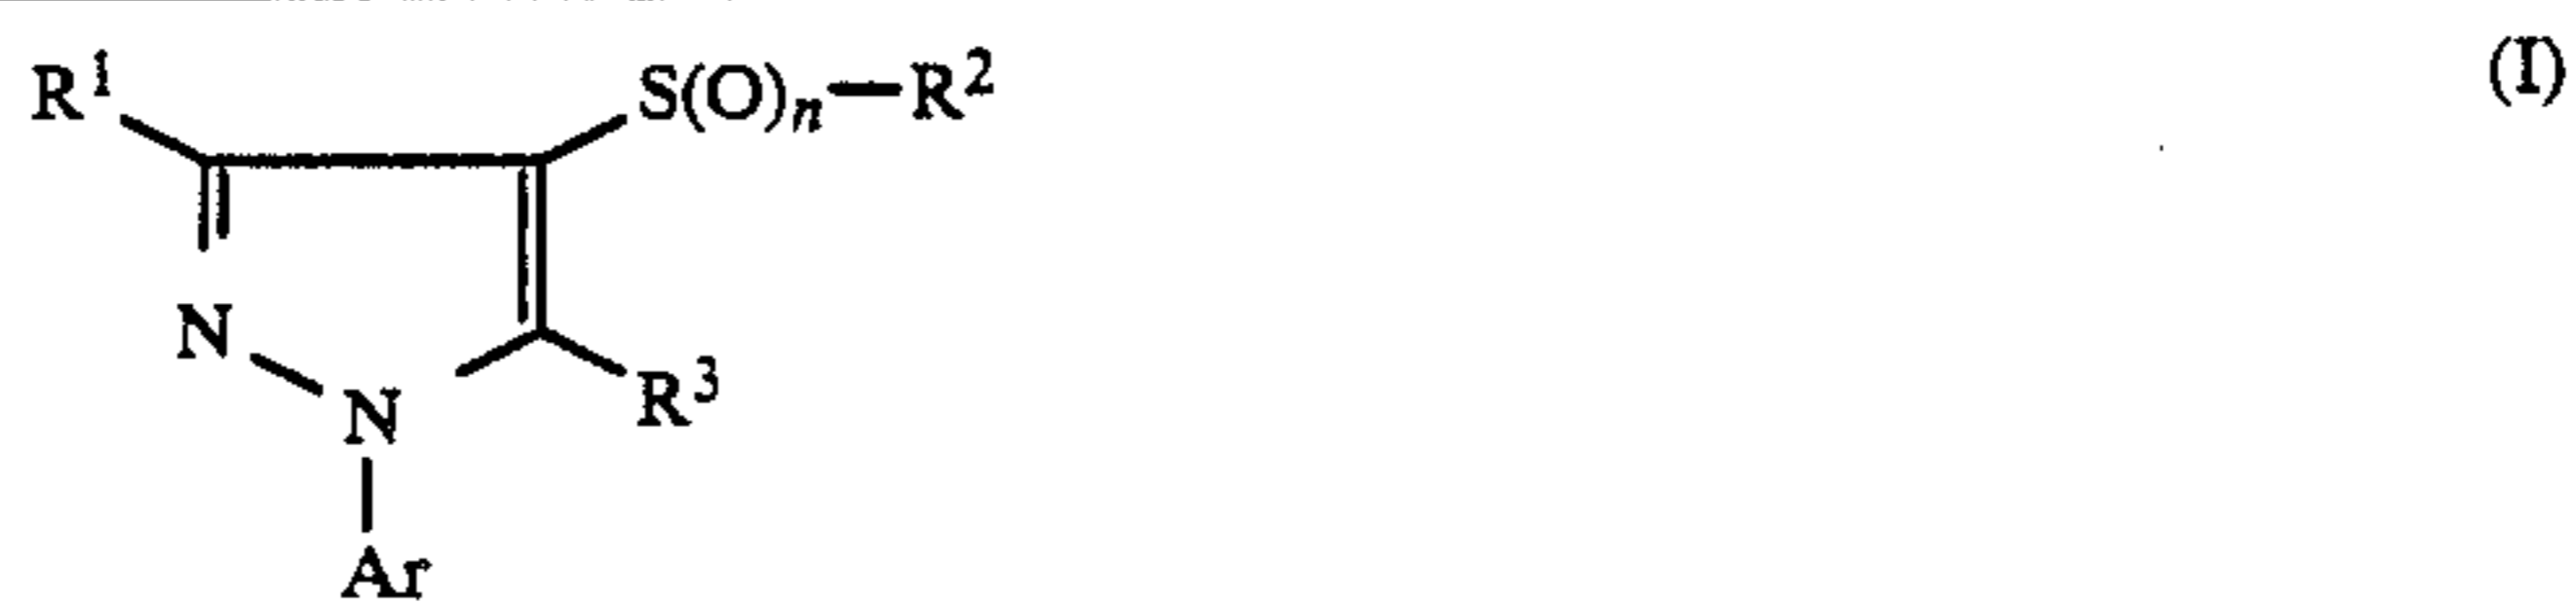 R¹ S(O)ₙ—R² (I)
N
N R³
Ar